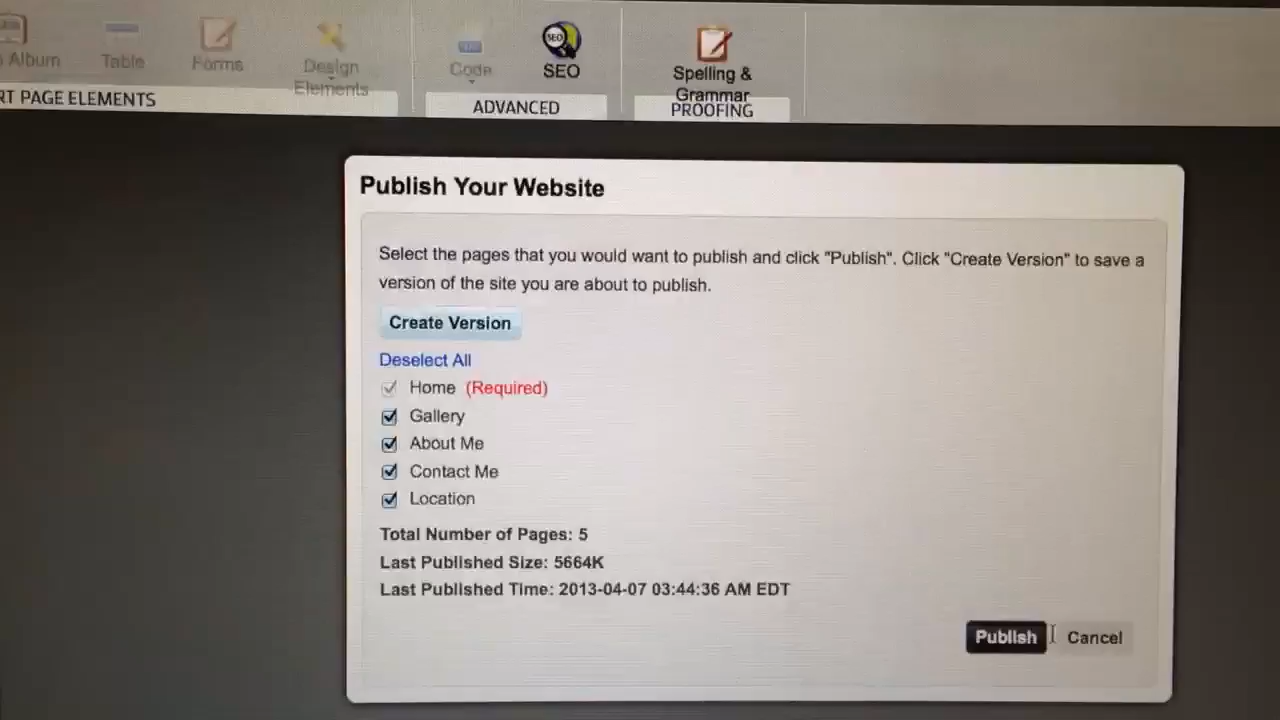 Album
Table
Forms
Design
Elements
Code
SEO
SEO
Spelling &
Grammar
RT PAGE ELEMENTS
ADVANCED
PROOFING
Publish Your Website
Select the pages that you would want to publish and click "Publish". Click "Create Version" to save a
version of the site you are about to publish.
Create Version
Deselect All
Home (Required)
Gallery
About Me
Contact Me
Location
Total Number of Pages: 5
Last Published Size: 5664K
Last Published Time: 2013-04-07 03:44:36 AM EDT
Publish Cancel